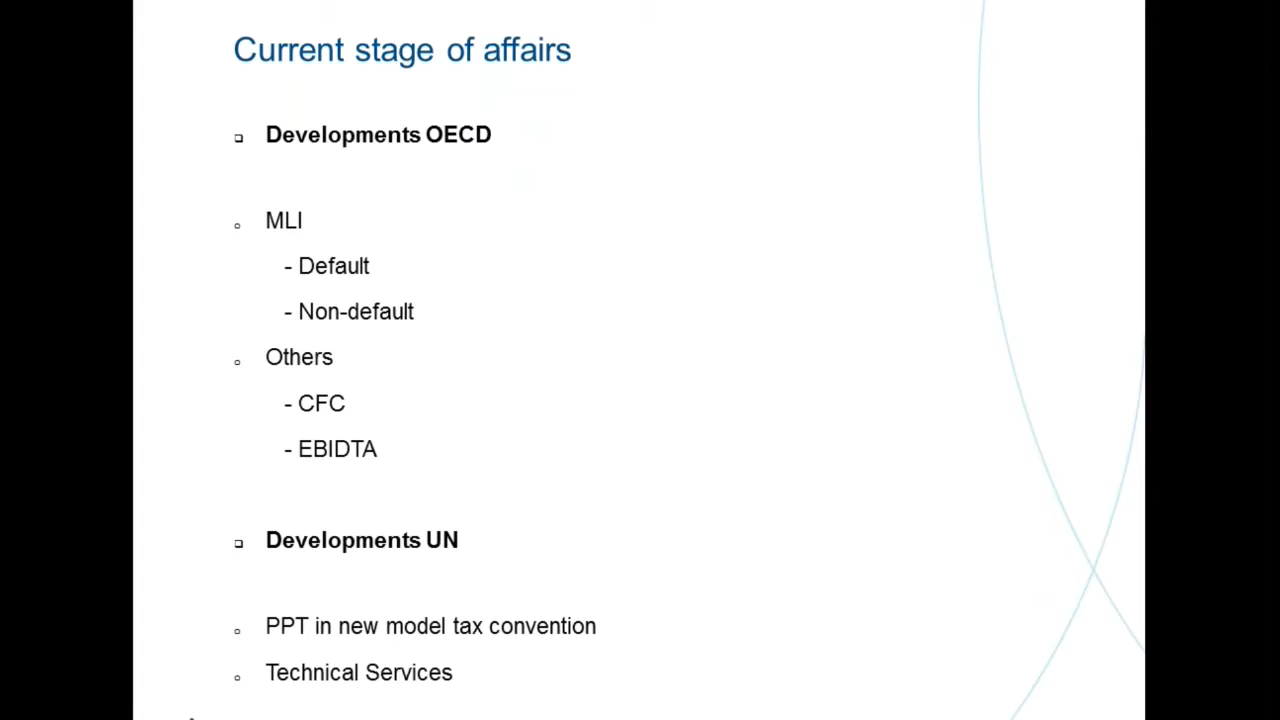 Current stage of affairs
Developments OECD
MLI
- Default
- Non-default
Others
- CFC
- EBIDTA
Developments UN
PPT in new model tax convention
Technical Services